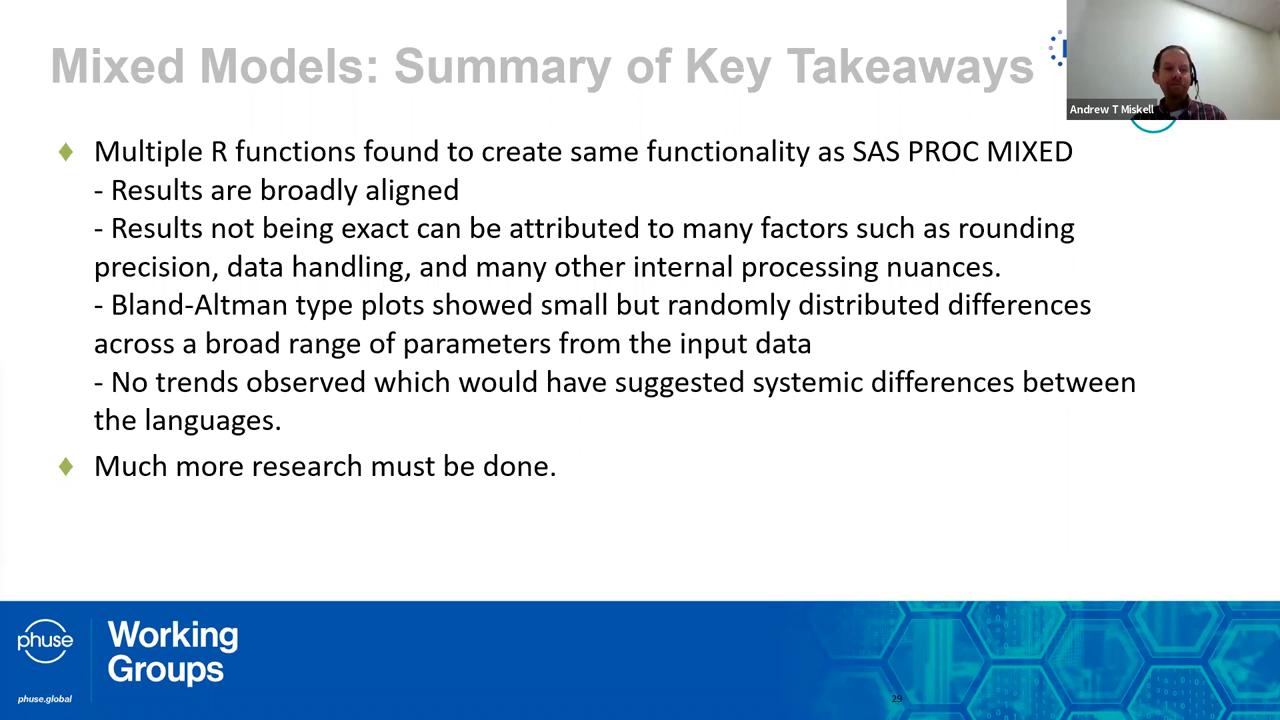 Mixed Models: Summary of Key Takeaways
Andrew T Miskell
♦ Multiple R functions found to create same functionality as SAS PROC MIXED
- Results are broadly aligned
- Results not being exact can be attributed to many factors such as rounding
precision, data handling, and many other internal processing nuances.
- Bland-Altman type plots showed small but randomly distributed differences
across a broad range of parameters from the input data
- No trends observed which would have suggested systemic differences between
the languages.
♦ Much more research must be done.
phuse
Working
Groups
phuse.global
29